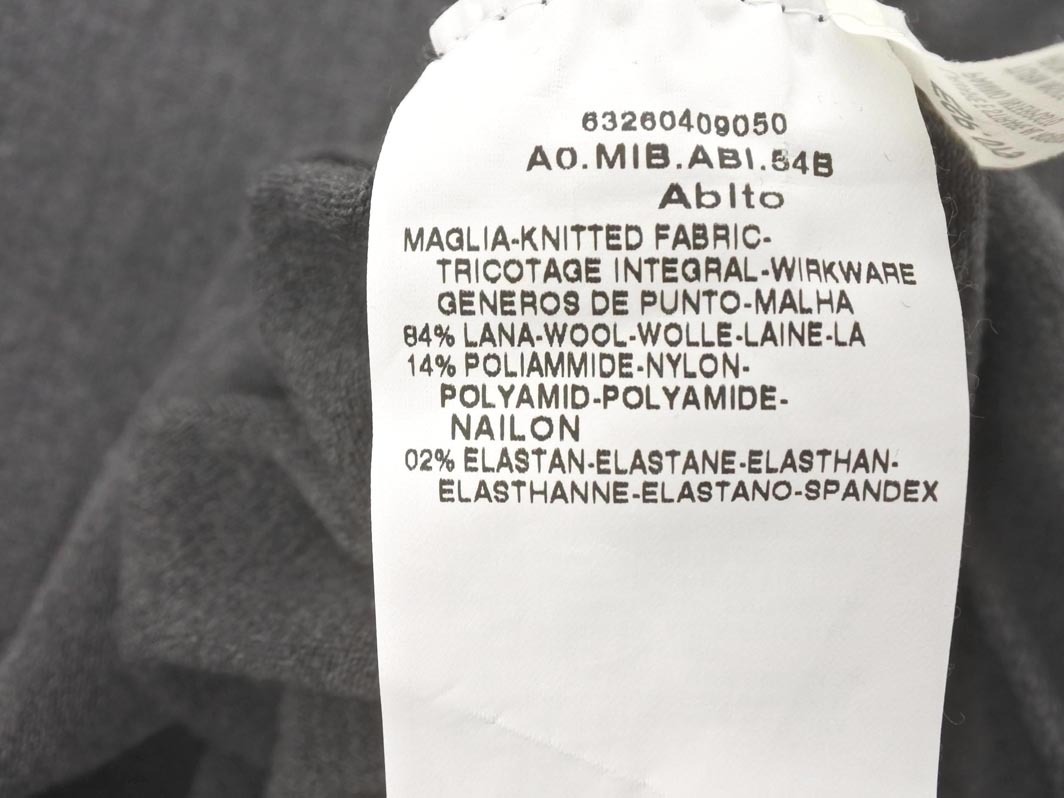 63260409050
A0.MIB.ABI.54B
Abito
MAGLIA-KNITTED FABRIC-
TRICOTAGE INTEGRAL-WIRKWARE
GENEROS DE PUNTO-MALHA
84% LANA-WOOL-WOLLE-LAINE-LA
14% POLIAMMIDE-NYLON-
POLYAMID-POLYAMIDE-
NAILON
02% ELASTAN-ELASTANE-ELASTHAN-
ELASTHANNE-ELASTANO-SPANDEX